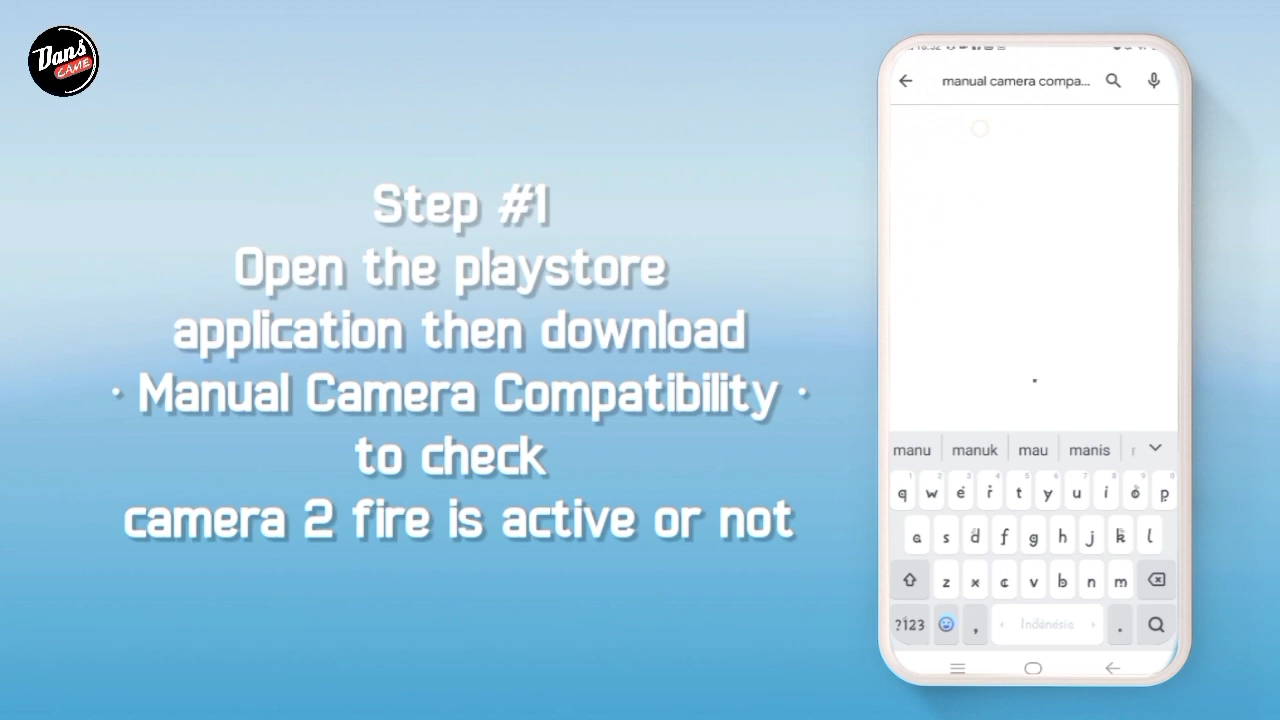 Dans
GAME
Step #1
Open the playstore
application then download
· Manual Camera Compatibility ·
to check
camera 2 fire is active or not
manual camera compa...
manu manuk mau manis
q w e r t y u i o p
a s d f g h j k l
z x c v b n m
?123 , Indonesia .